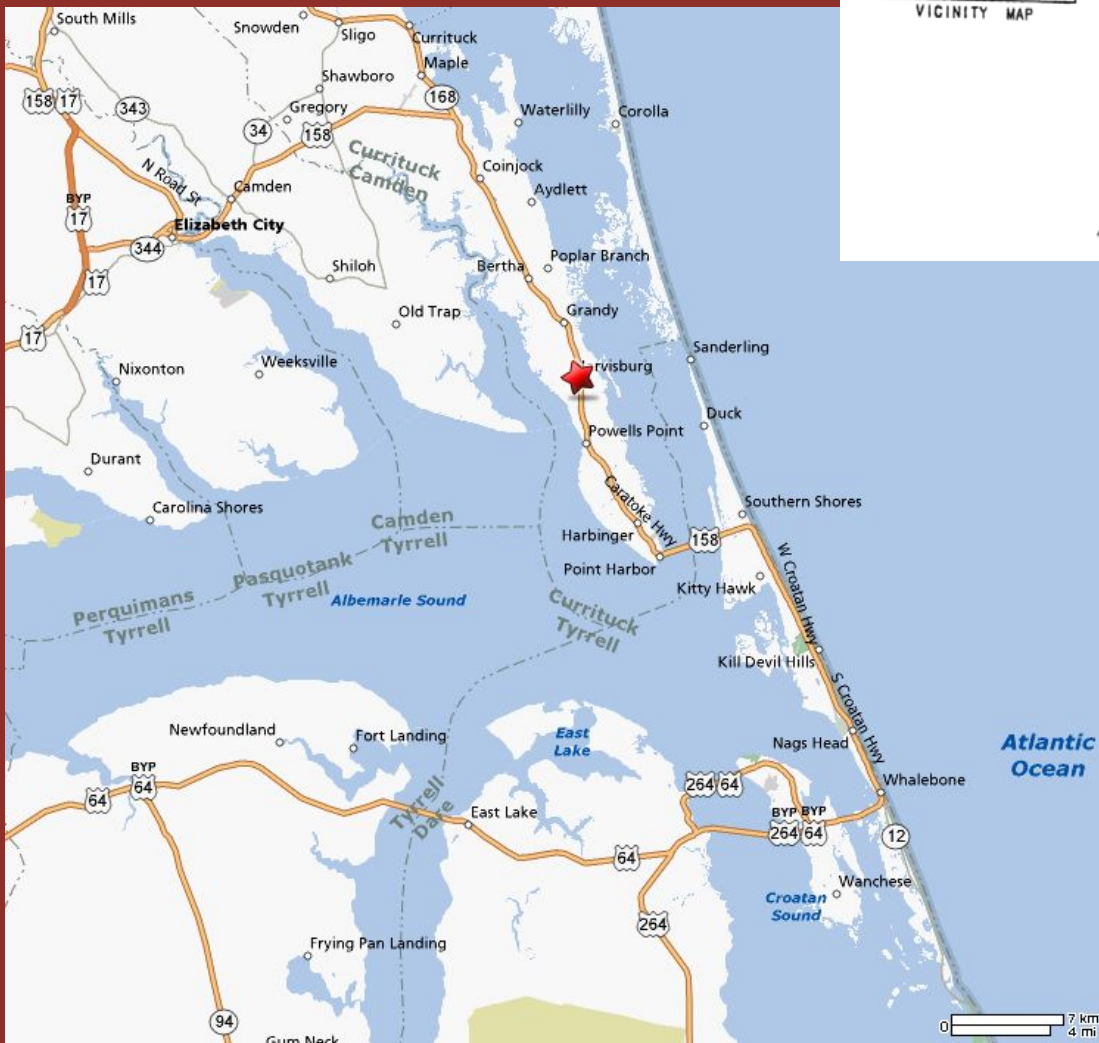 VICINITY MAP
South Mills
Snowden
Sligo
Currituck
Maple
Shawboro
168
158
17
343
Gregory
34
158
Waterlilly
Corolla
Currituck
Camden
Coinjock
N Road St
Camden
Aydlett
BYP
17
Elizabeth City
344
17
Shiloh
Bertha
Poplar Branch
Old Trap
Grandy
17
Sanderling
Nixonton
Weeksville
rvisburg
Duck
Powells Point
Durant
Carolina Shores
Caratoke Hwy
Southern Shores
Camden
Tyrrell
Harbinger
158
W Croatan Hwy
Point Harbor
Pasquotank
Tyrrell
Kitty Hawk
Perquimans
Tyrrell
Albemarle Sound
Currituck
Tyrrell
Kill Devil Hills
S Croatan Hwy
Newfoundland
Fort Landing
East
Lake
Nags Head
Atlantic
Ocean
BYP
64
64
264
64
Whalebone
Tyrrell
Dare
East Lake
BYP
BYP
264
64
12
64
Wanchese
Croatan
Sound
264
Frying Pan Landing
94
Gum Neck
0
7 km
4 mi